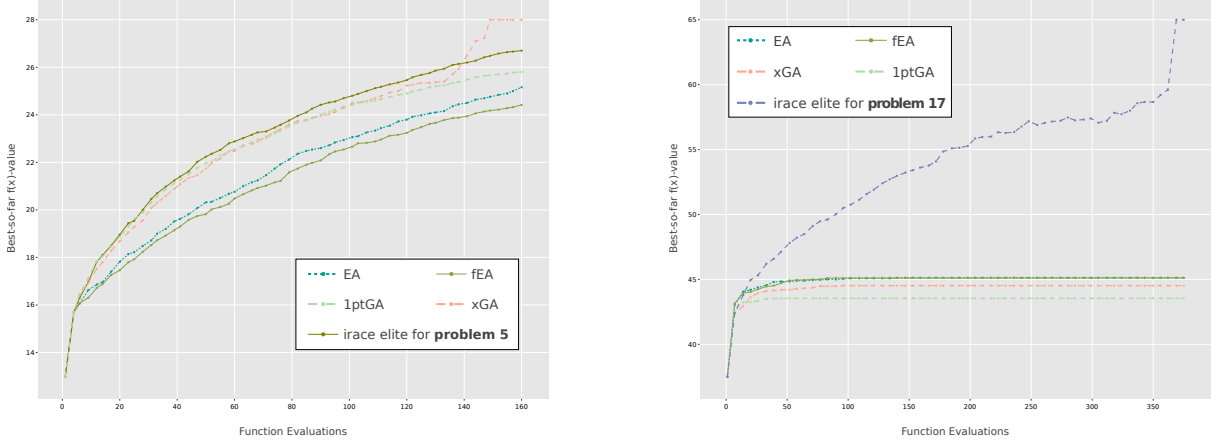 28
26
24
22
20
18
16
14
Best-so-far f(x)-value
0 20 40 60 80 100 120 140 160
Function Evaluations
EA fEA
1ptGA xGA
irace elite for problem 5
65
60
55
50
45
40
Best-so-far f(x)-value
0 50 100 150 200 250 300 350
Function Evaluations
EA fEA
xGA 1ptGA
irace elite for problem 17